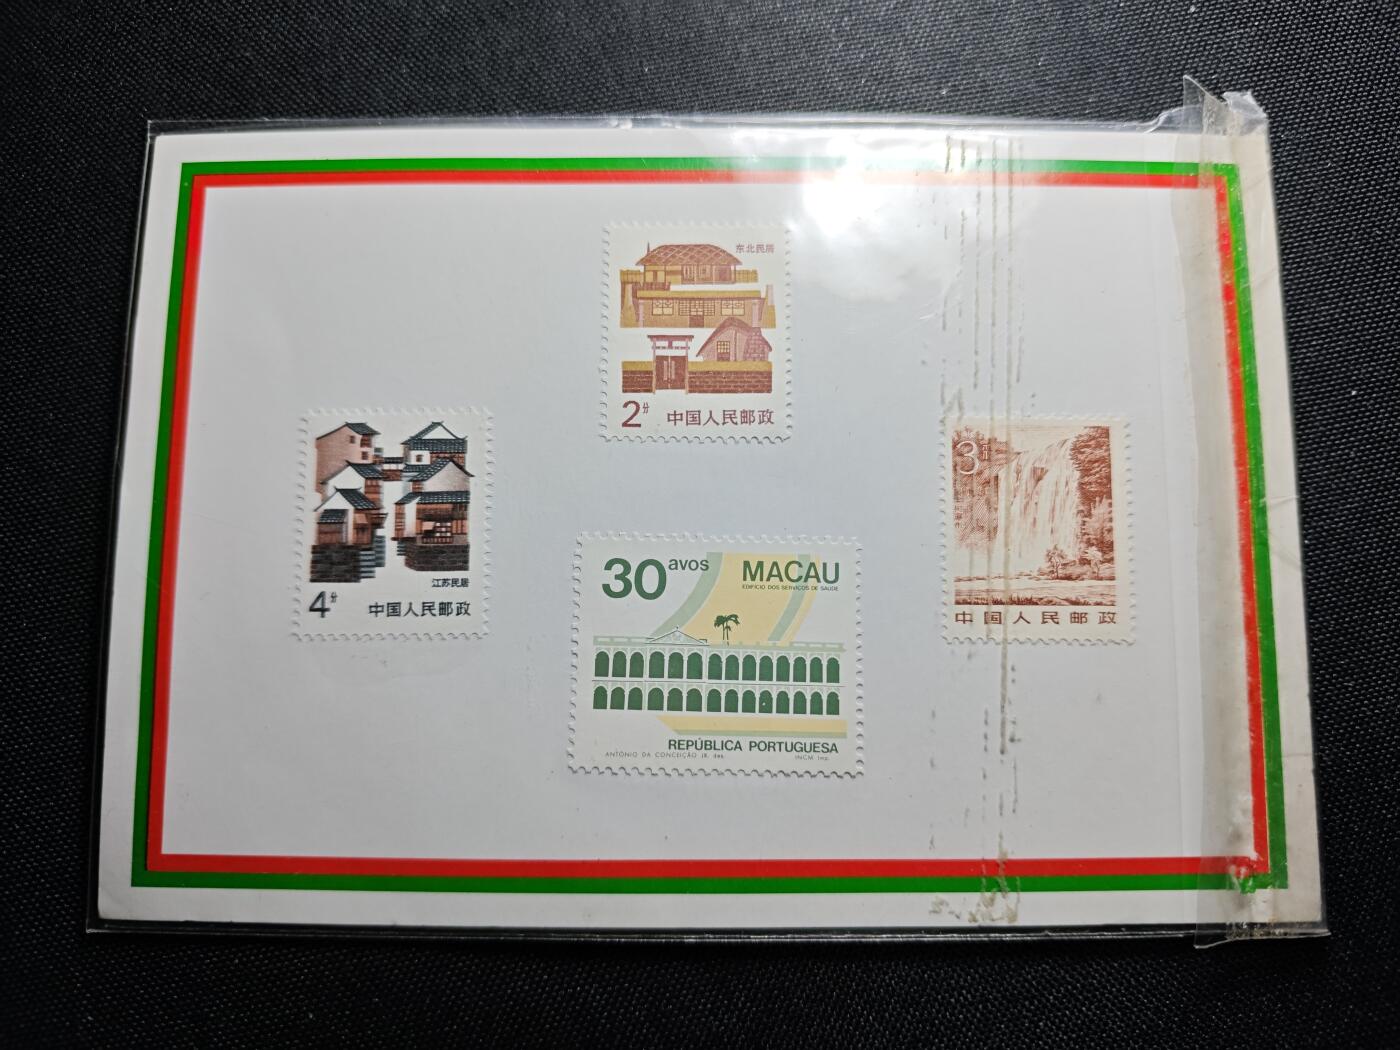 东北民居
2分 中国人民邮政
江苏民居
4分 中国人民邮政
30 avos MACAU
EDIFÍCIO DOS SERVIÇOS DE SAÚDE
REPÚBLICA PORTUGUESA
ANTÓNIO DA CONCEIÇÃO JR. des. INCM imp.
3分
中国人民邮政